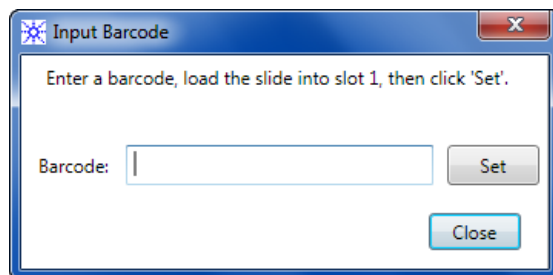 Input Barcode
Enter a barcode, load the slide into slot 1, then click 'Set'.
Barcode: Set
Close